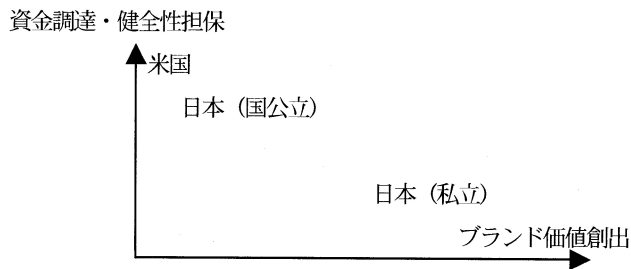 資金調達・健全性担保
米国
日本（国公立）
日本（私立）
ブランド価値創出